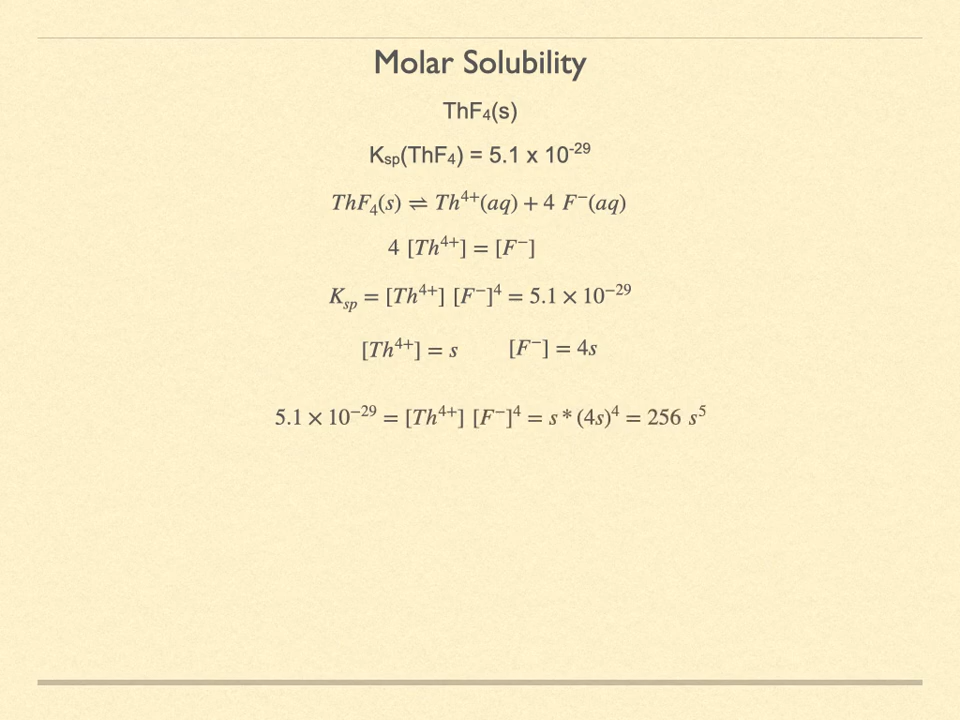 Molar Solubility
ThF₄(s)
Kₛₚ(ThF₄) = 5.1 x 10⁻²⁹
ThF₄(s) ⇌ Th⁴⁺(aq) + 4 F⁻(aq)
4 [Th⁴⁺] = [F⁻]
Kₛₚ = [Th⁴⁺] [F⁻]⁴ = 5.1 × 10⁻²⁹
[Th⁴⁺] = s [F⁻] = 4s
5.1 × 10⁻²⁹ = [Th⁴⁺] [F⁻]⁴ = s * (4s)⁴ = 256 s⁵